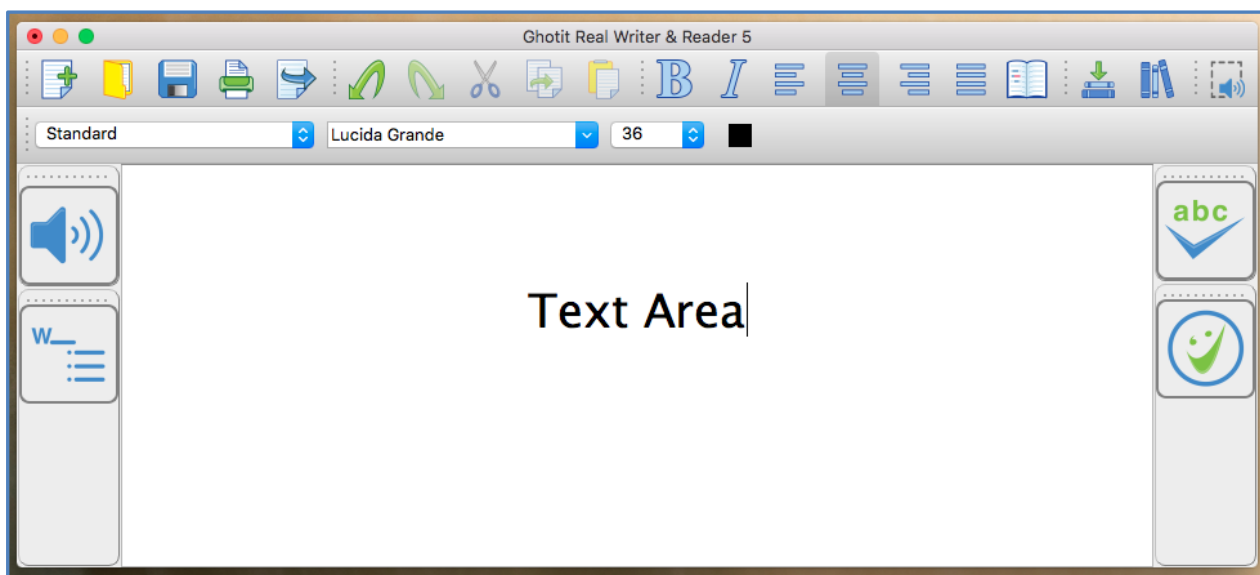 Ghotit Real Writer & Reader 5
B I
Standard Lucida Grande 36
abc
W
Text Area